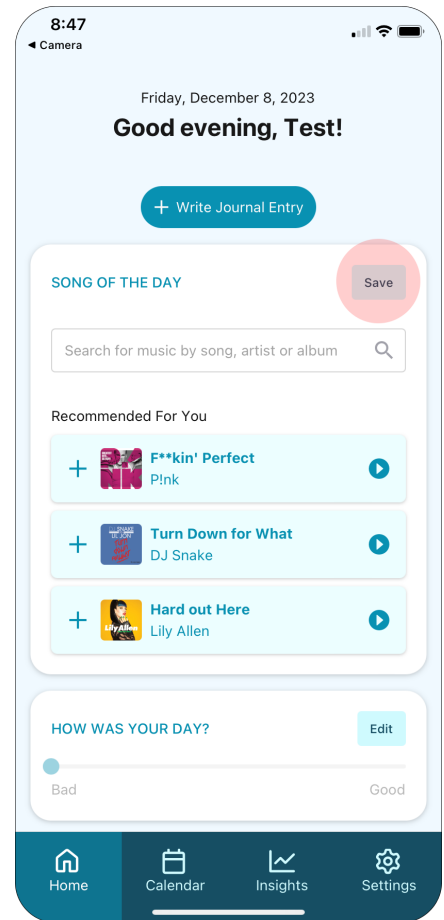 8:47
◀ Camera
Friday, December 8, 2023
Good evening, Test!
+ Write Journal Entry
SONG OF THE DAY
Save
Search for music by song, artist or album
Recommended For You
F**kin' Perfect
P!nk
Turn Down for What
DJ Snake
Hard out Here
Lily Allen
Lily Allen
HOW WAS YOUR DAY?
Edit
Bad
Good
Home
Calendar
Insights
Settings